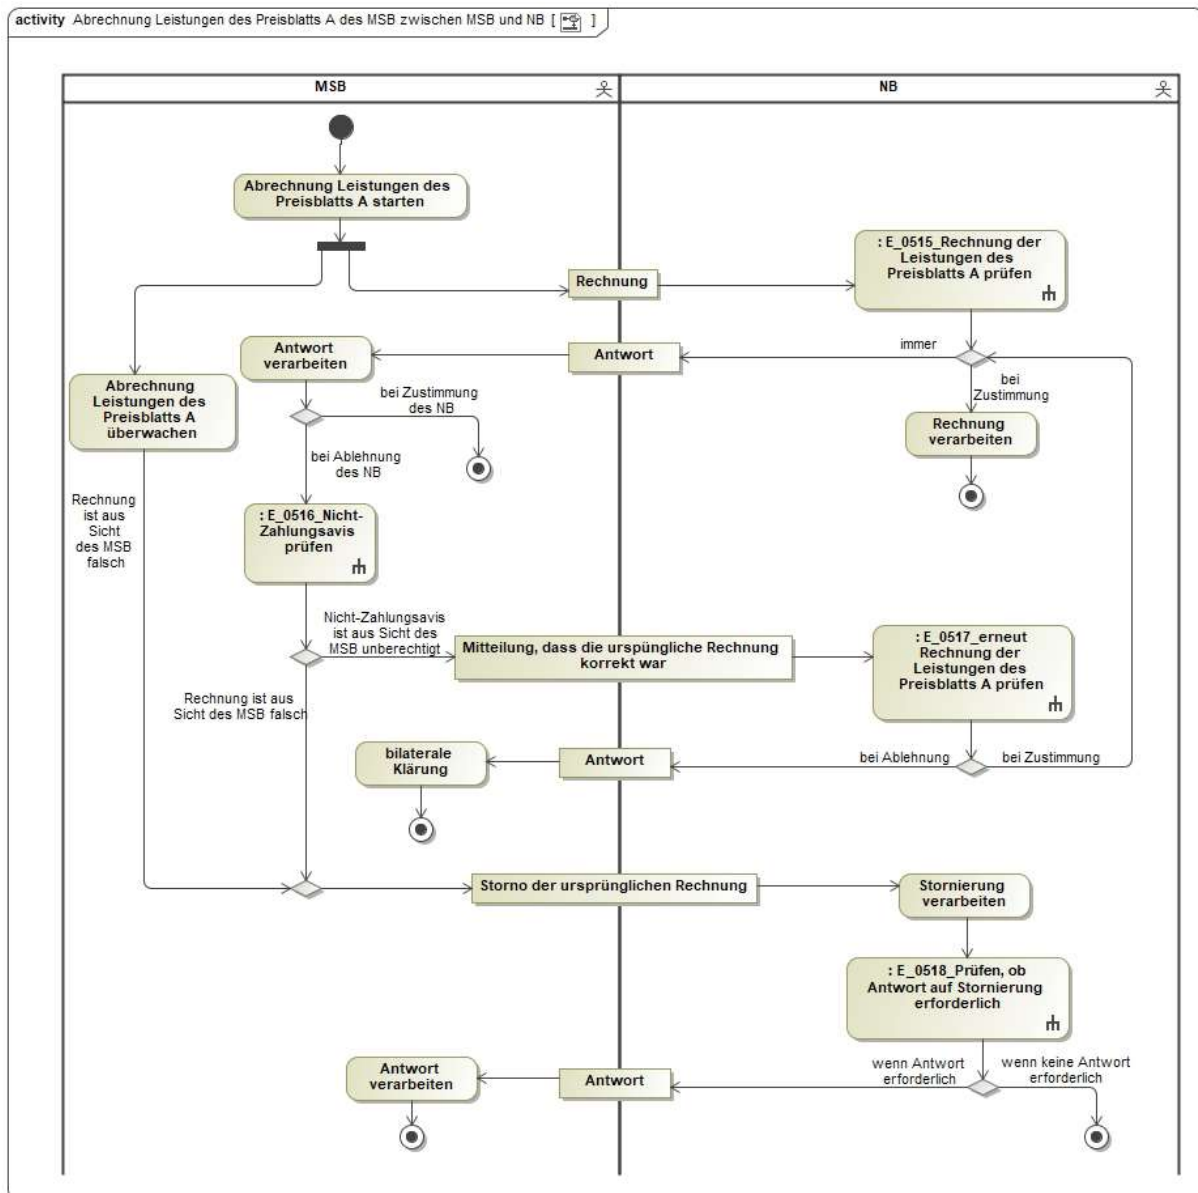 activity Abrechnung Leistungen des Preisblatts A des MSB zwischen MSB und NB [ ]
MSB
NB
Abrechnung Leistungen des
Preisblatts A starten
: E_0515_Rechnung der
Leistungen des
Preisblatts A prüfen
Rechnung
immer
Antwort
verarbeiten
Antwort
bei
Zustimmung
Abrechnung
Leistungen des
Preisblatts A
überwachen
bei Zustimmung
des NB
Rechnung
verarbeiten
bei Ablehnung
des NB
Rechnung
ist aus
Sicht
des MSB
falsch
: E_0516_Nicht-
Zahlungsavis
prüfen
Nicht-Zahlungsavis
ist aus Sicht des
MSB unberechtigt
Mitteilung, dass die urspüngliche Rechnung
korrekt war
: E_0517_erneut
Rechnung der
Leistungen des
Preisblatts A prüfen
Rechnung ist aus
Sicht des MSB falsch
bilaterale
Klärung
Antwort
bei Ablehnung
bei Zustimmung
Storno der ursprünglichen Rechnung
Stornierung
verarbeiten
: E_0518_Prüfen, ob
Antwort auf Stornierung
erforderlich
Antwort
verarbeiten
Antwort
wenn Antwort
erforderlich
wenn keine Antwort
erforderlich